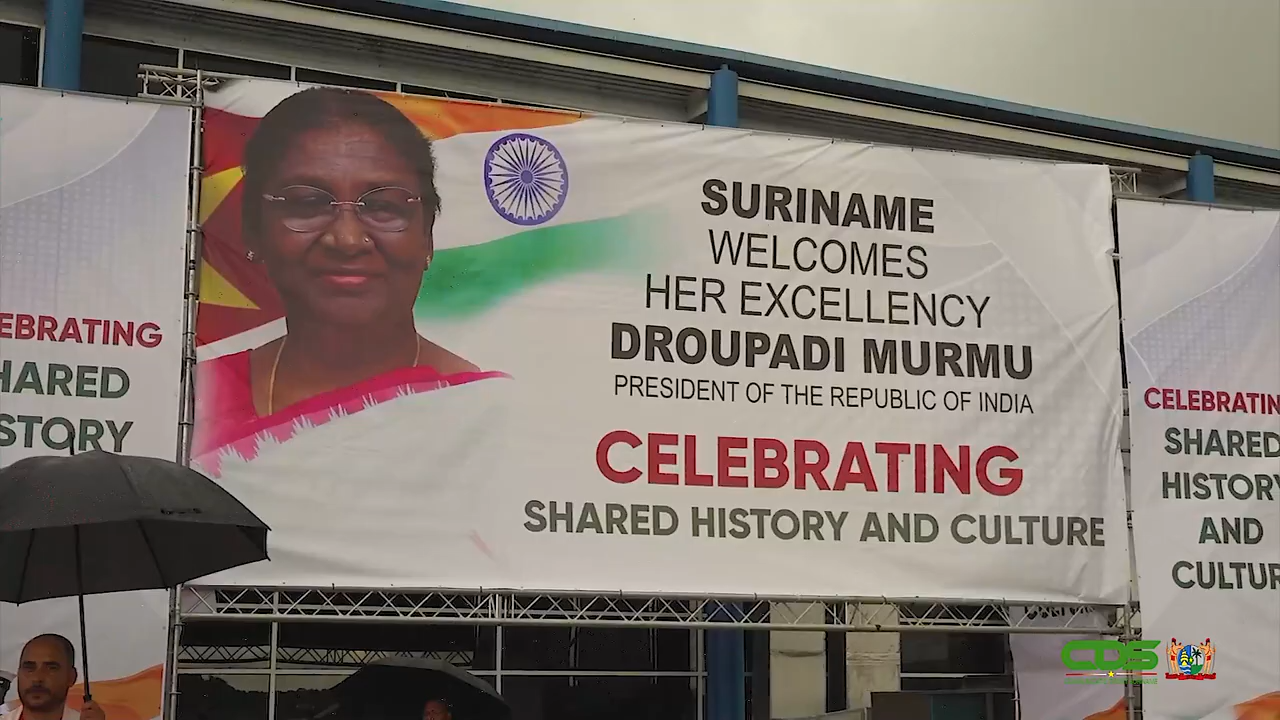 EBRATING
HARED
STORY
SURINAME
WELCOMES
HER EXCELLENCY
DROUPADI MURMU
PRESIDENT OF THE REPUBLIC OF INDIA
CELEBRATING
SHARED HISTORY AND CULTURE
CELEBRATIN
SHARED
HISTORY
AND
CULTUR
CDS